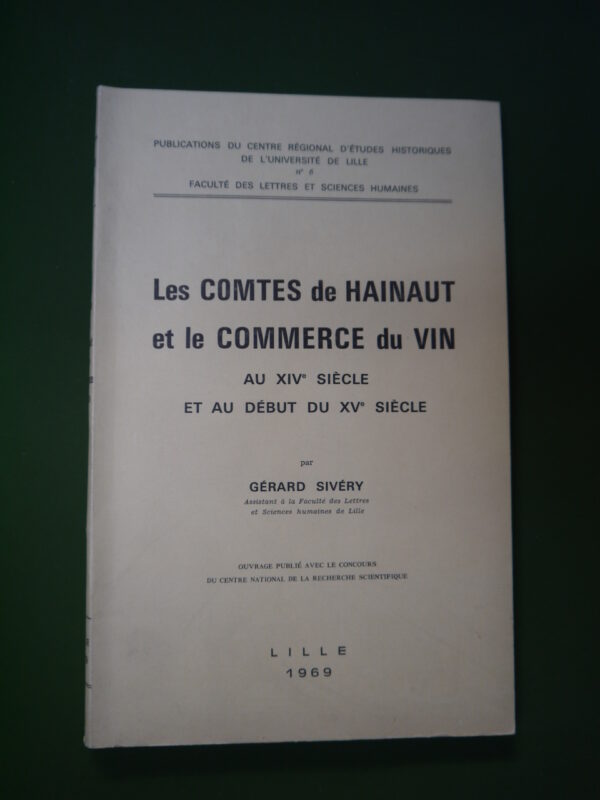 PUBLICATIONS DU CENTRE RÉGIONAL D'ÉTUDES HISTORIQUES
DE L'UNIVERSITÉ DE LILLE
N° 6
FACULTÉ DES LETTRES ET SCIENCES HUMAINES
Les COMTES de HAINAUT
et le COMMERCE du VIN
AU XIVe SIÈCLE
ET AU DÉBUT DU XVe SIÈCLE
par
GÉRARD SIVÉRY
Assistant à la Faculté des Lettres
et Sciences humaines de Lille
OUVRAGE PUBLIÉ AVEC LE CONCOURS
DU CENTRE NATIONAL DE LA RECHERCHE SCIENTIFIQUE
LILLE
1969